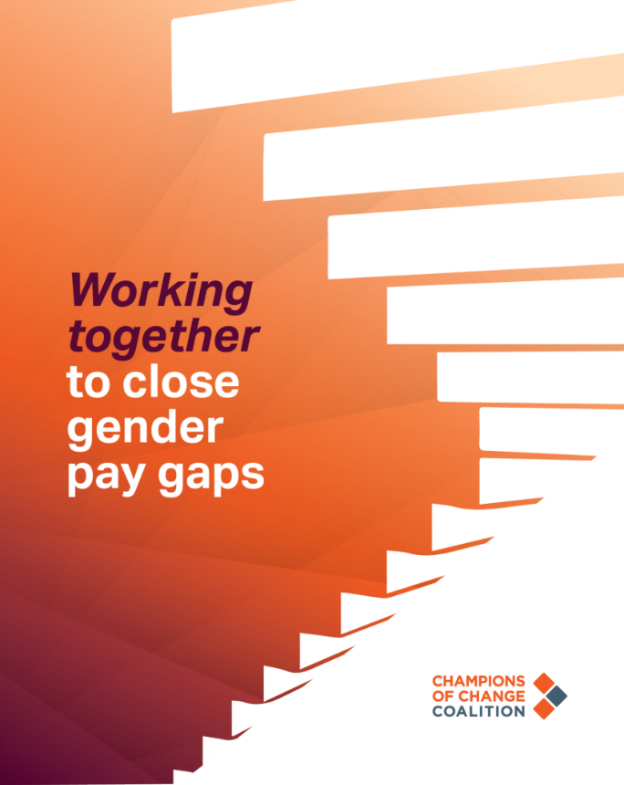 Working
together
to close
gender
pay gaps
CHAMPIONS
OF CHANGE
COALITION